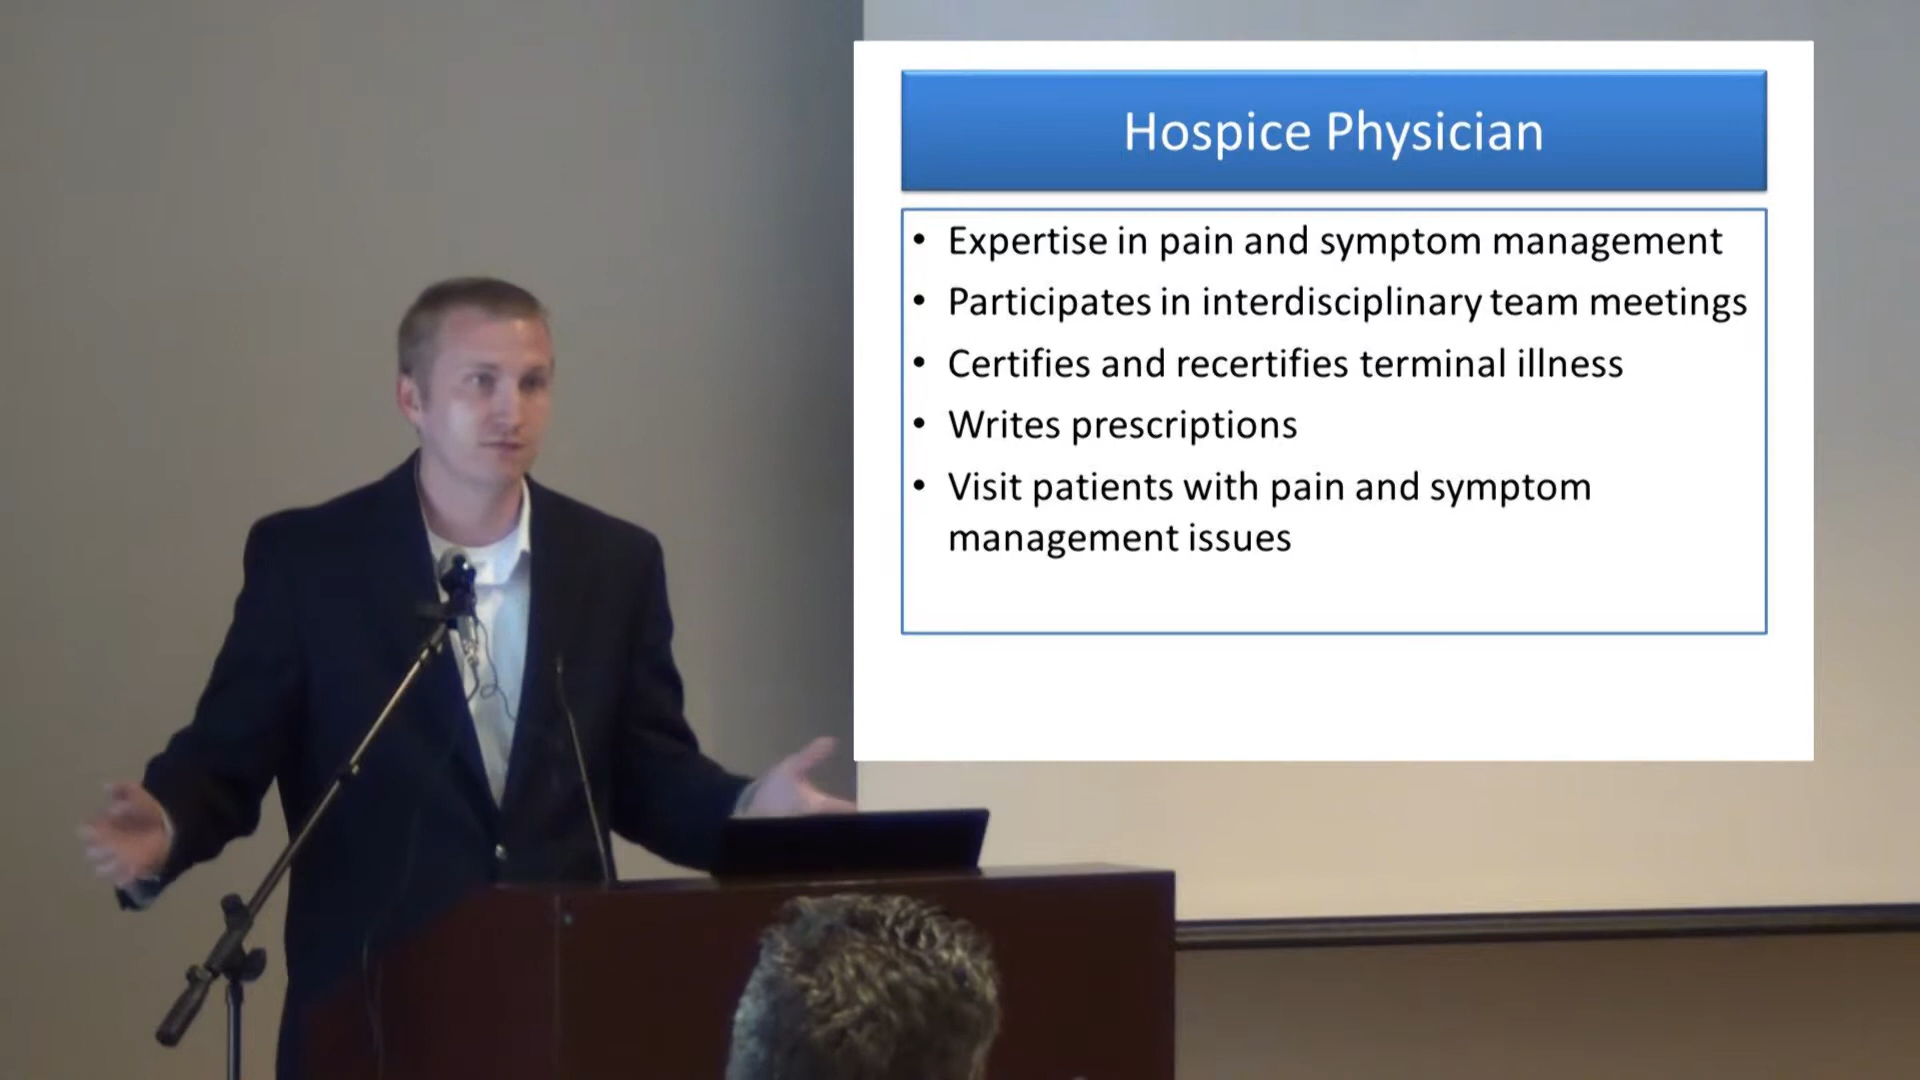 Hospice Physician
• Expertise in pain and symptom management
• Participates in interdisciplinary team meetings
• Certifies and recertifies terminal illness
• Writes prescriptions
• Visit patients with pain and symptom
management issues